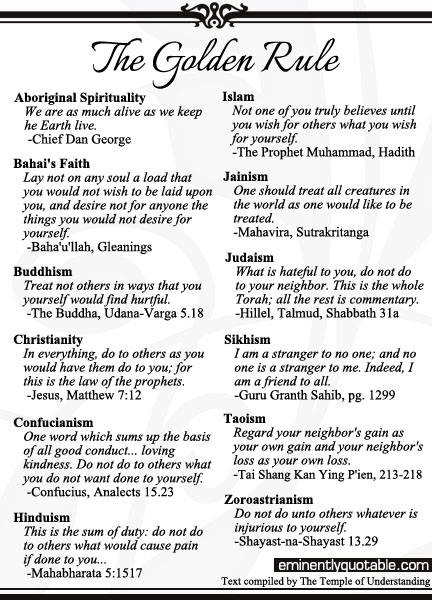 The Golden Rule
Aboriginal Spirituality
We are as much alive as we keep
he Earth live.
-Chief Dan George
Bahai's Faith
Lay not on any soul a load that
you would not wish to be laid upon
you, and desire not for anyone the
things you would not desire for
yourself.
-Baha'u'llah, Gleanings
Buddhism
Treat not others in ways that you
yourself would find hurtful.
-The Buddha, Udana-Varga 5.18
Christianity
In everything, do to others as you
would have them do to you; for
this is the law of the prophets.
-Jesus, Matthew 7:12
Confucianism
One word which sums up the basis
of all good conduct... loving
kindness. Do not do to others what
you do not want done to yourself.
-Confucius, Analects 15.23
Hinduism
This is the sum of duty: do not do
to others what would cause pain
if done to you...
-Mahabharata 5:1517
Islam
Not one of you truly believes until
you wish for others what you wish
for yourself.
-The Prophet Muhammad, Hadith
Jainism
One should treat all creatures in
the world as one would like to be
treated.
-Mahavira, Sutrakritanga
Judaism
What is hateful to you, do not do
to your neighbor. This is the whole
Torah; all the rest is commentary.
-Hillel, Talmud, Shabbath 31a
Sikhism
I am a stranger to no one; and no
one is a stranger to me. Indeed, I
am a friend to all.
-Guru Granth Sahib, pg. 1299
Taoism
Regard your neighbor's gain as
your own gain and your neighbor's
loss as your own loss.
-Tai Shang Kan Ying P'ien, 213-218
Zoroastrianism
Do not do unto others whatever is
injurious to yourself.
-Shayast-na-Shayast 13.29
eminentlyquotable.com
Text compiled by The Temple of Understanding